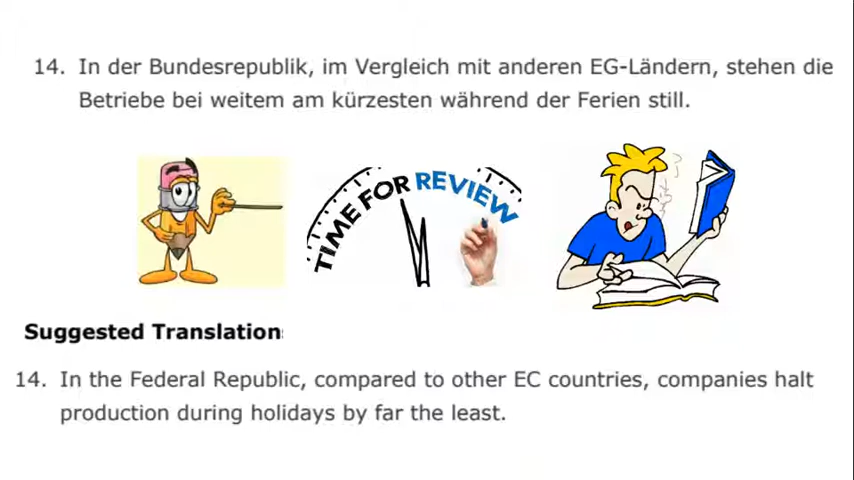 14. In der Bundesrepublik, im Vergleich mit anderen EG-Ländern, stehen die
Betriebe bei weitem am kürzesten während der Ferien still.
TIME FOR REVIEW
Suggested Translation
14. In the Federal Republic, compared to other EC countries, companies halt
production during holidays by far the least.